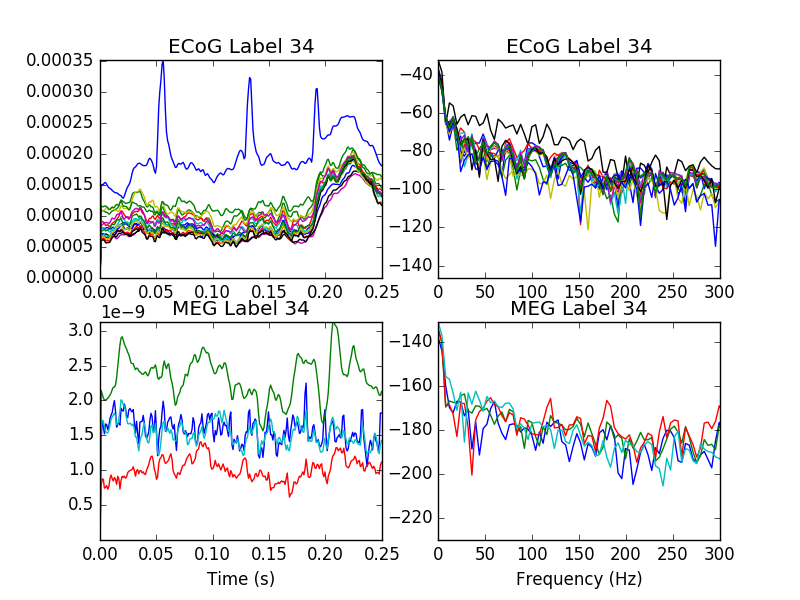 ECoG Label 34
0.00035
0.00030
0.00025
0.00020
0.00015
0.00010
0.00005
0.00000
0.00 0.05 0.10 0.15 0.20 0.25
ECoG Label 34
−40
−60
−80
−100
−120
−140
0 50 100 150 200 250 300
MEG Label 34
1e−9
3.0
2.5
2.0
1.5
1.0
0.5
0.00 0.05 0.10 0.15 0.20 0.25
Time (s)
MEG Label 34
−140
−160
−180
−200
−220
0 50 100 150 200 250 300
Frequency (Hz)